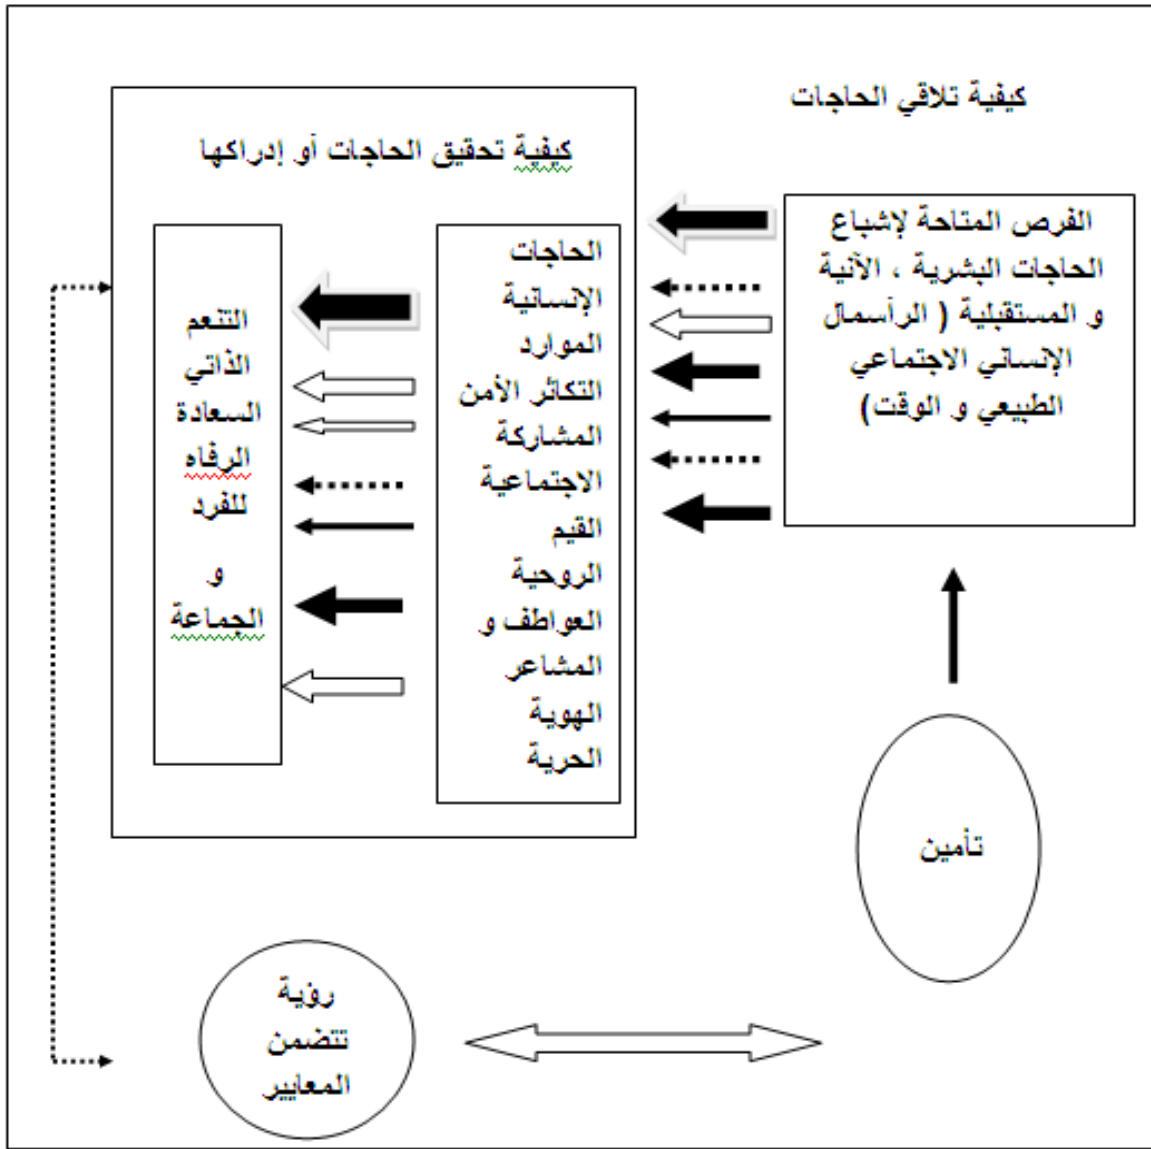 كيفية تلاقي الحاجات
الفرص المتاحة لإشباع
الحاجات البشرية ، الآنية
و المستقبلية ( الرأسمال
الإنساني الاجتماعي
الطبيعي و الوقت)
كيفية تحقيق الحاجات أو إدراكها
الحاجات
الإنسانية
الموارد
التكاثر الأمن
المشاركة
الاجتماعية
القيم
الروحية
العواطف و
المشاعر
الهوية
الحرية
التنعم
الذاتي
السعادة
الرفاه
للفرد
و
الجماعة
تأمين
رؤية
تتضمن
المعايير